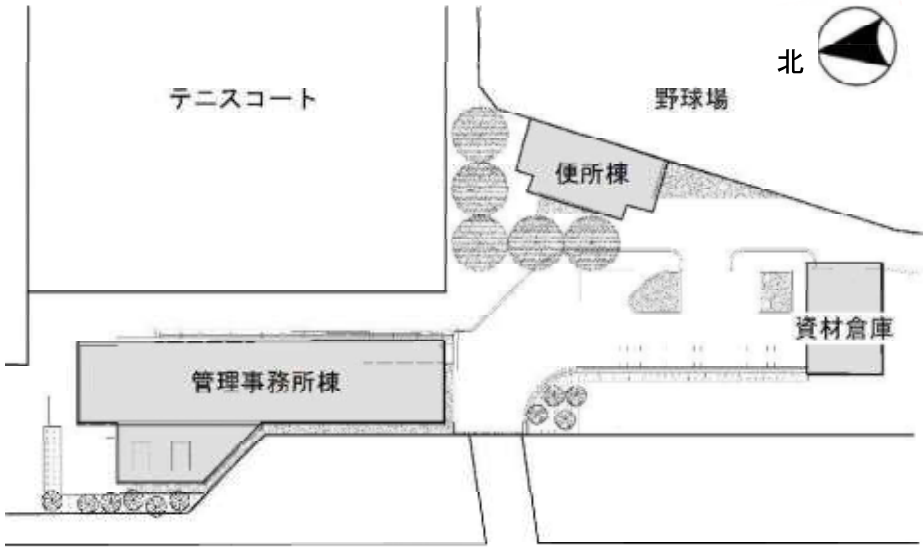 北
テニスコート
野球場
便所棟
資材倉庫
管理事務所棟